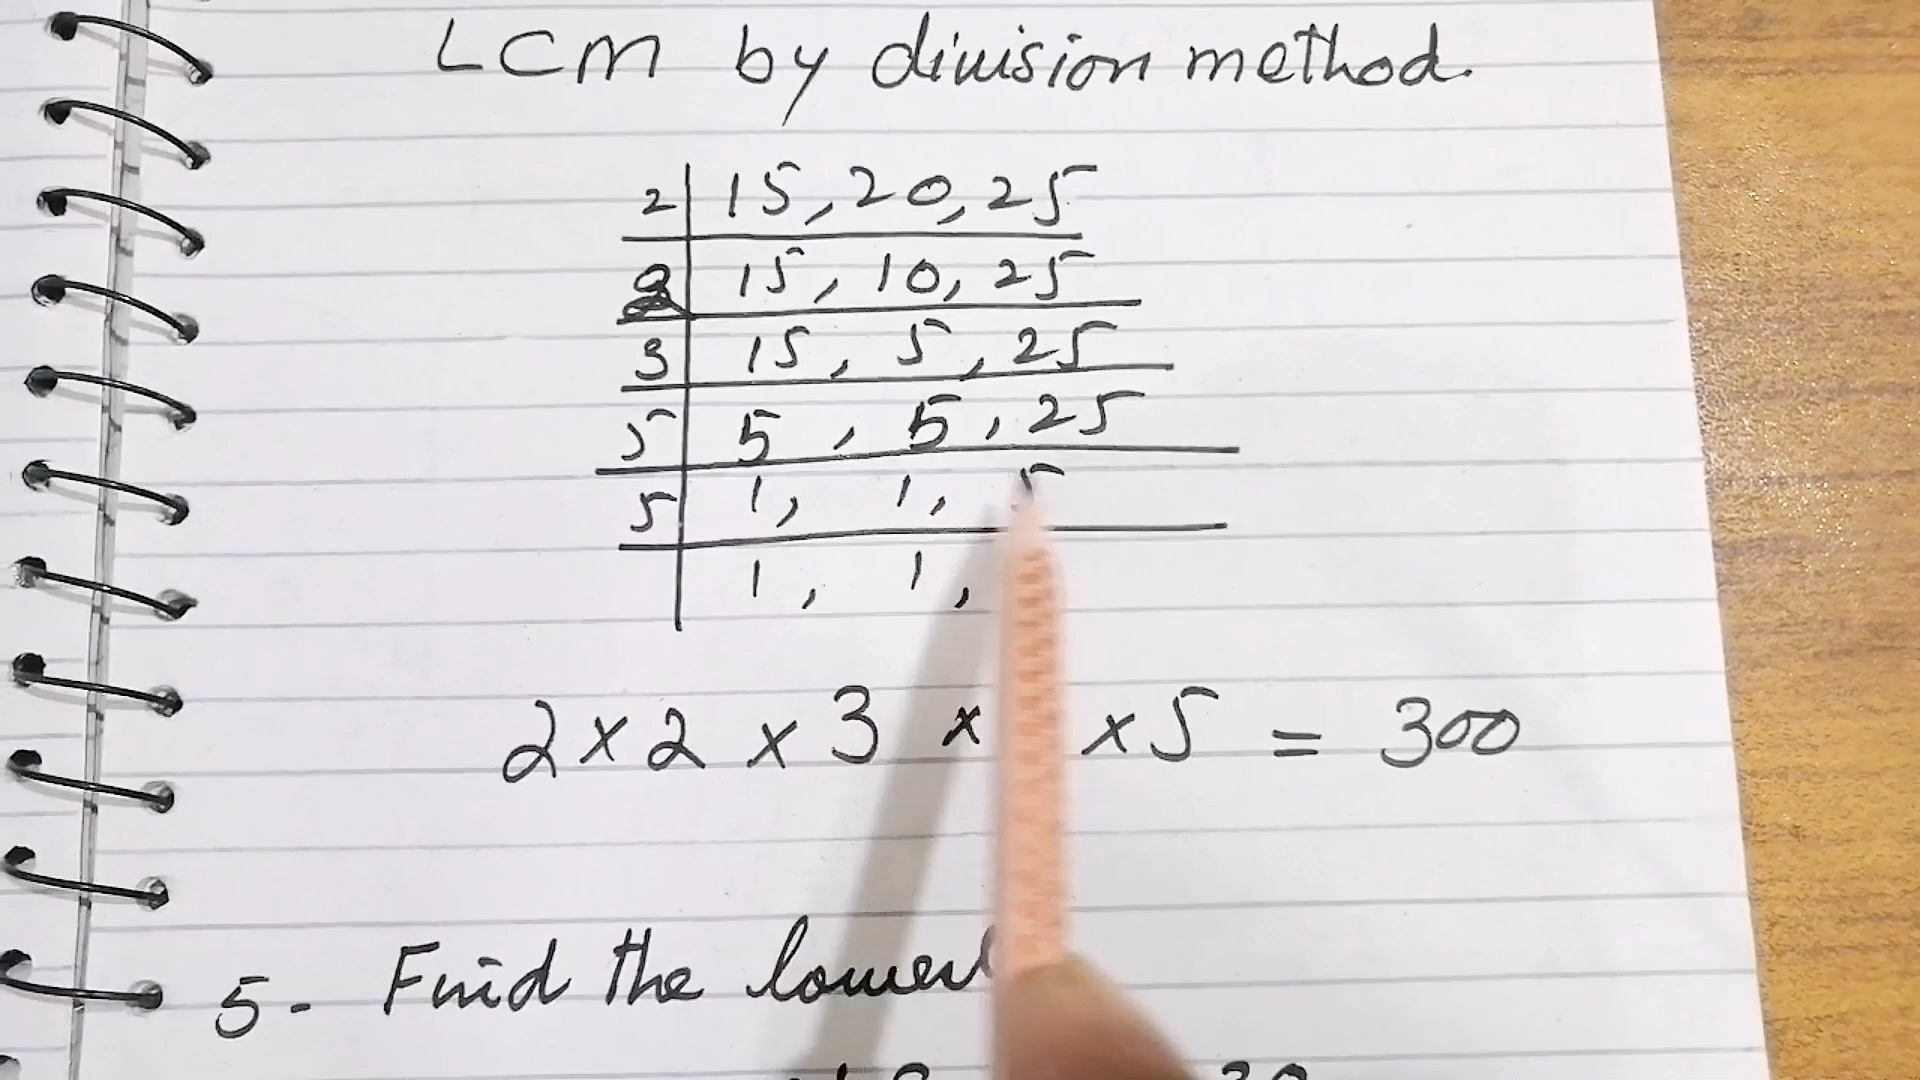 LCM by division method.
2 | 15, 20, 25
2 | 15, 10, 25
3 | 15, 5, 25
5 | 5, 5, 25
5 | 1, 1, 5
1, 1,
2 × 2 × 3 × × 5 = 300
5- Find the lowest